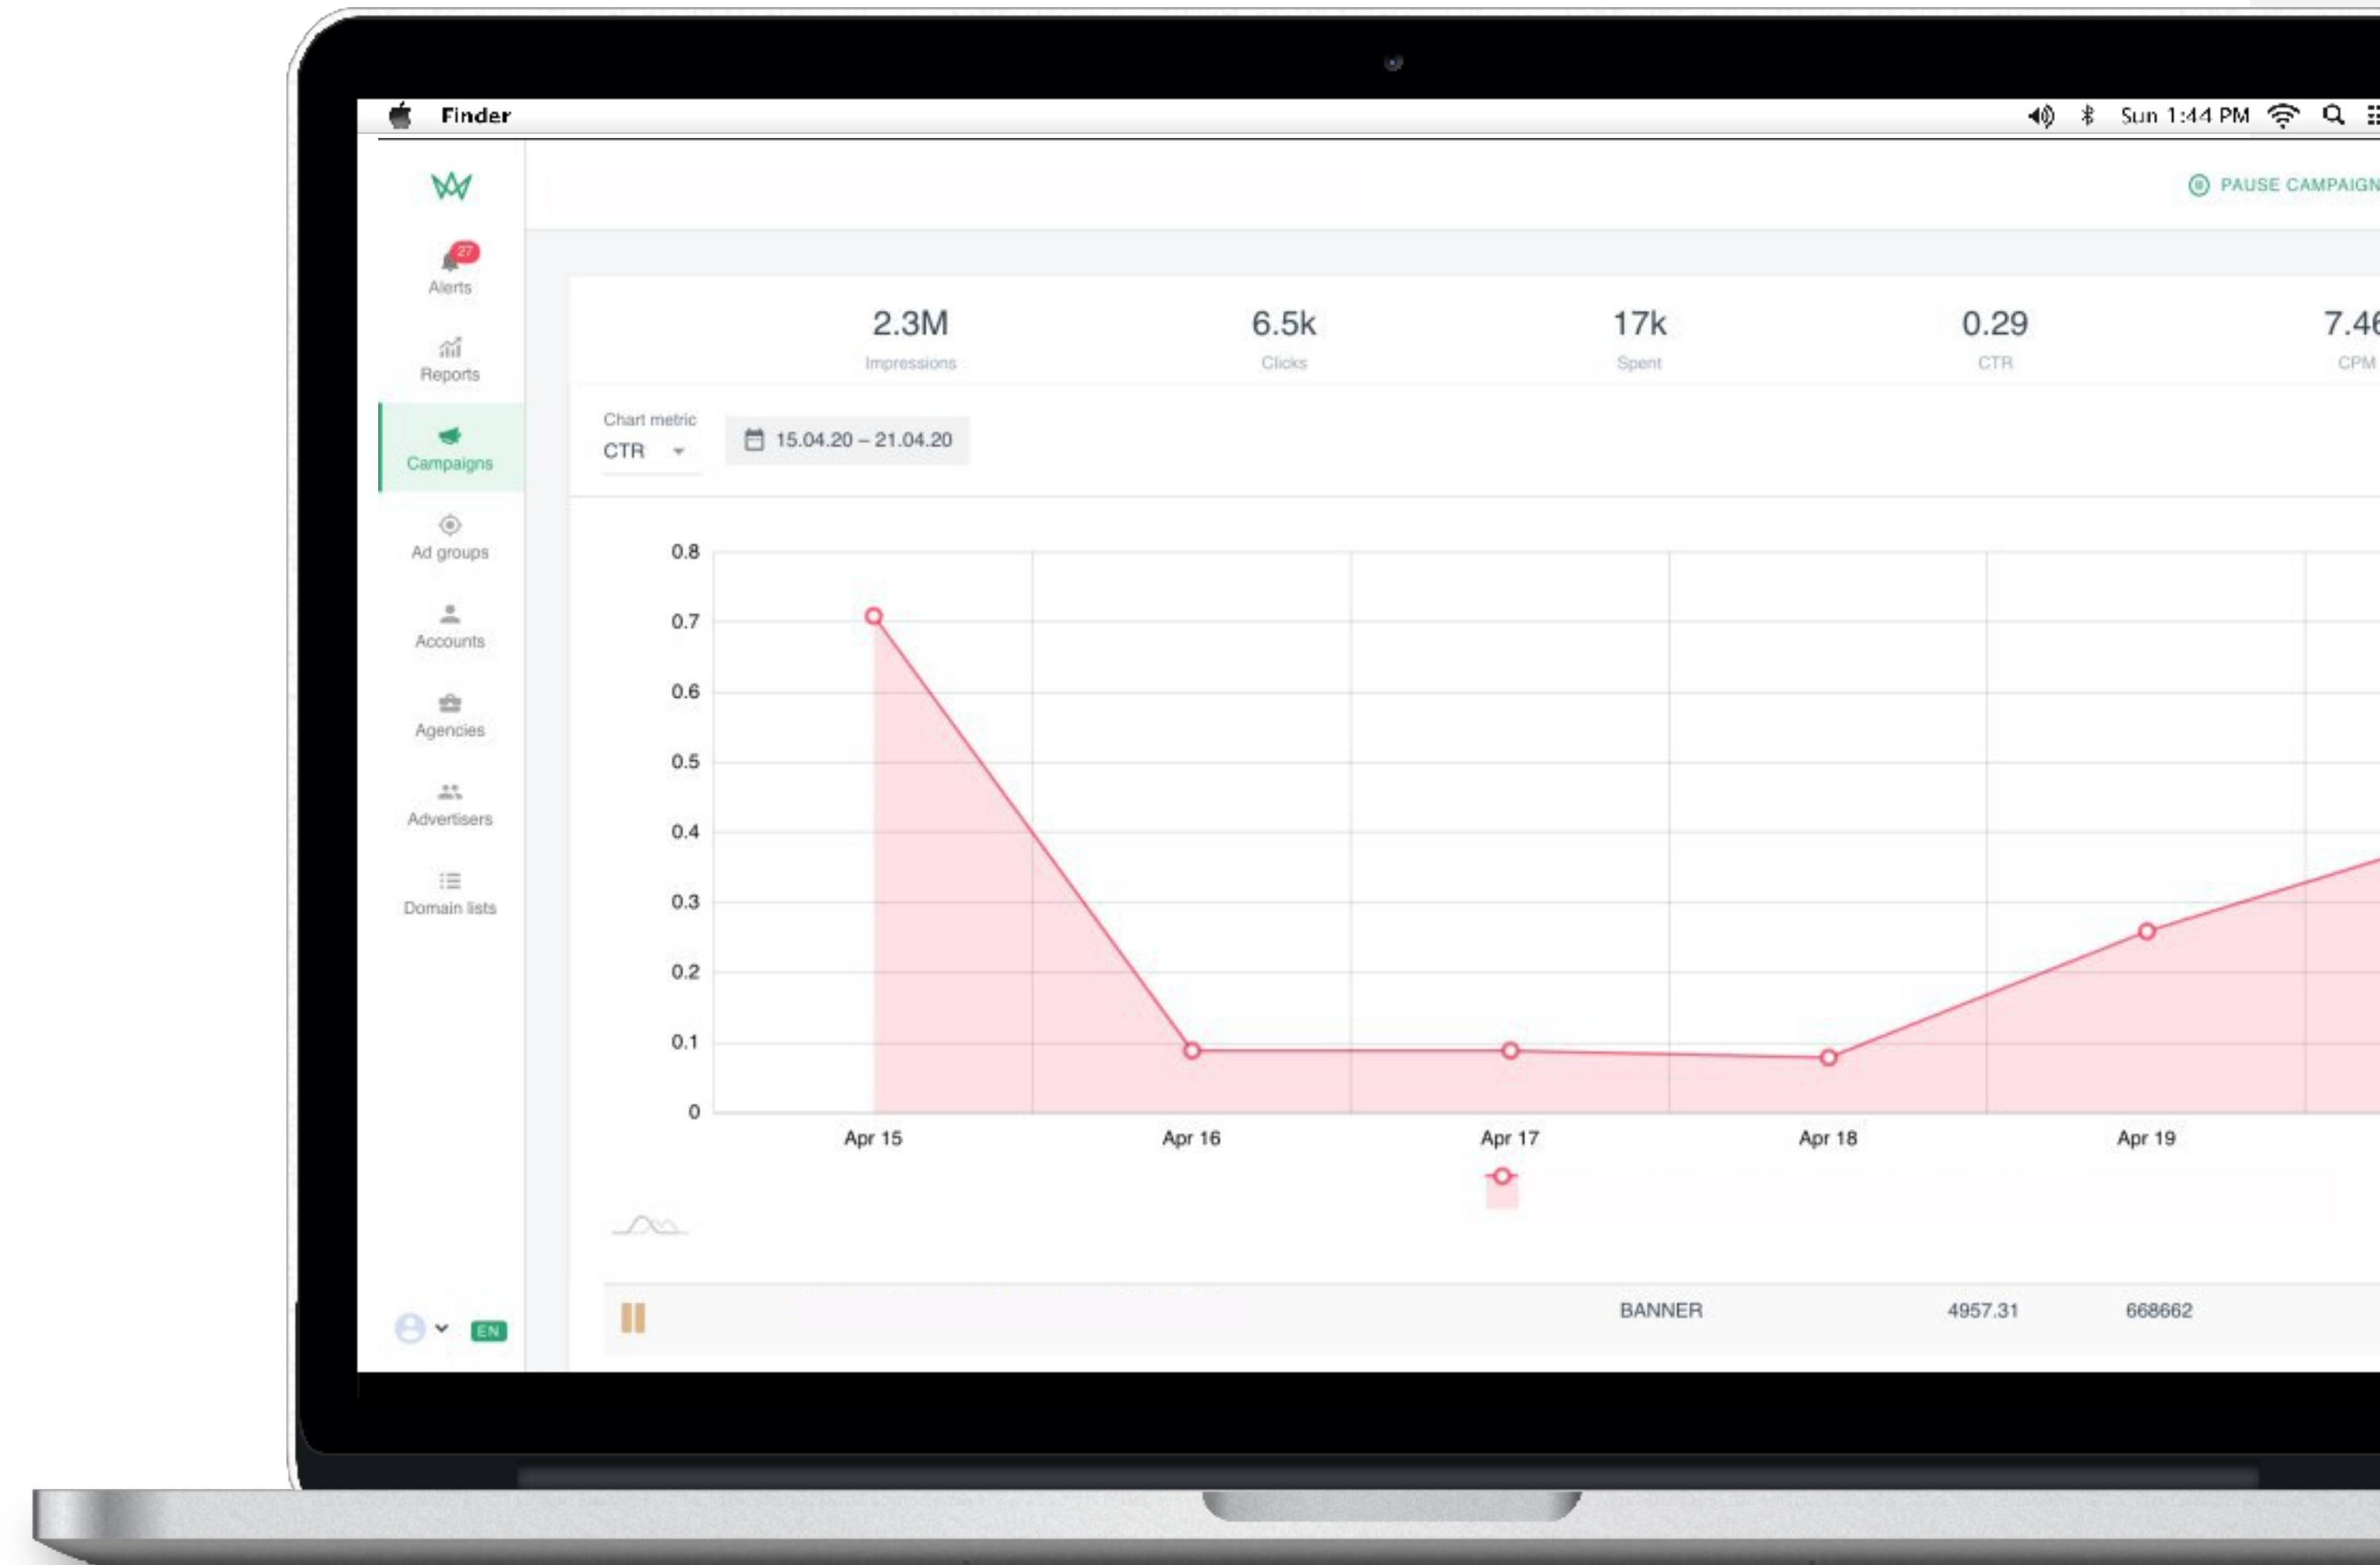 Finder
Sun 1:44 PM
PAUSE CAMPAIGN
27
Alerts
Reports
Campaigns
Ad groups
Accounts
Agencies
Advertisers
Domain lists
EN
2.3M 6.5k 17k 0.29 7.46
Impressions Clicks Spent CTR CPM
Chart metric
CTR
15.04.20 – 21.04.20
0.8
0.7
0.6
0.5
0.4
0.3
0.2
0.1
0
Apr 15 Apr 16 Apr 17 Apr 18 Apr 19
BANNER 4957.31 668662